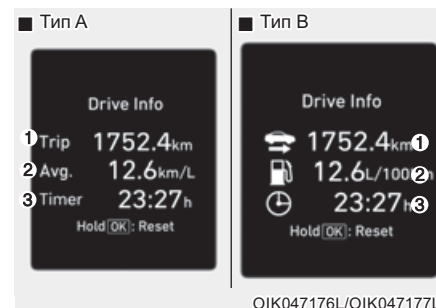 ■ Тип A
Drive Info
① Trip 1752.4km
② Avg. 12.6km/L
③ Timer 23:27h
Hold OK : Reset
■ Тип B
Drive Info
1752.4km ①
12.6L/100km ②
23:27h ③
Hold OK : Reset
OIK047176L/OIK047177L